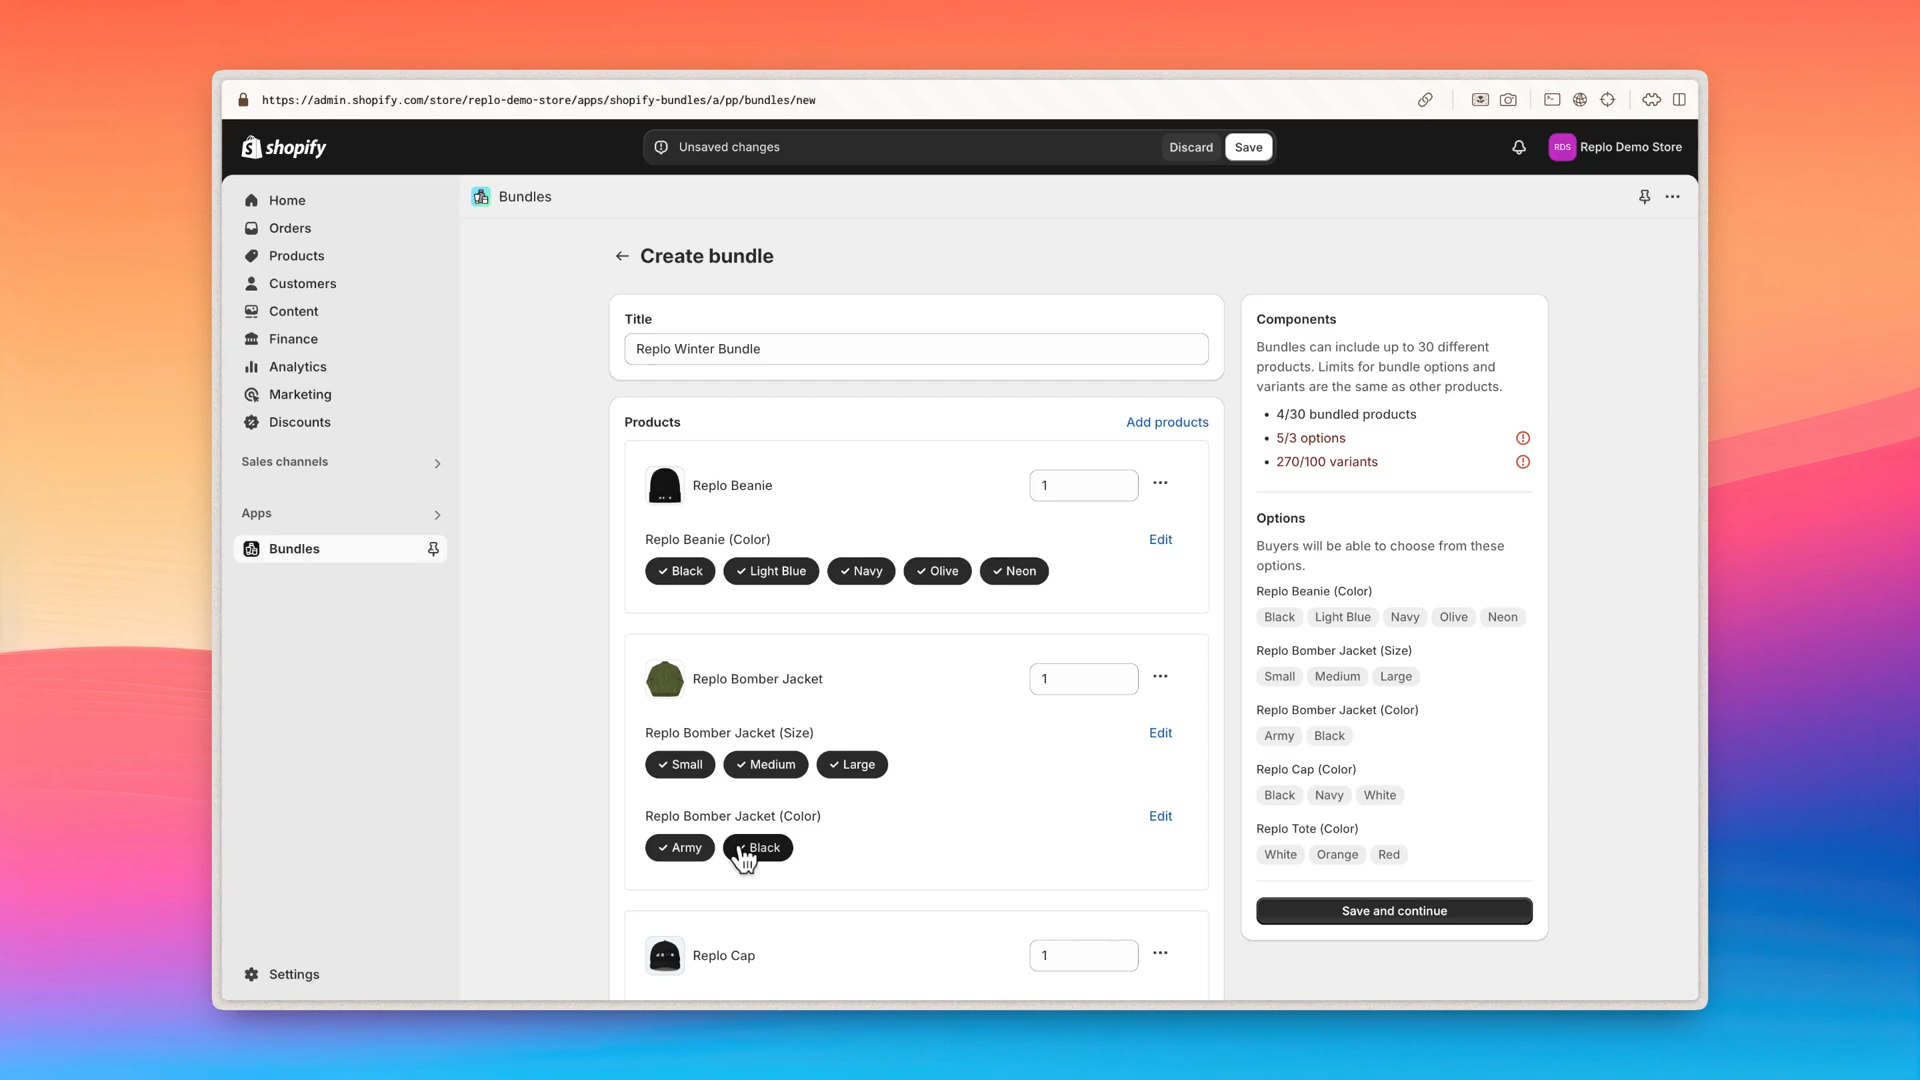 https://admin.shopify.com/store/replo-demo-store/apps/shopify-bundles/a/pp/bundles/new
shopify
Unsaved changes
Discard
Save
RDS
Replo Demo Store
Home
Orders
Products
Customers
Content
Finance
Analytics
Marketing
Discounts
Sales channels
Apps
Bundles
Settings
Bundles
Create bundle
Title
Replo Winter Bundle
Products
Add products
Replo Beanie
1
Replo Beanie (Color)
Edit
Black
Light Blue
Navy
Olive
Neon
Replo Bomber Jacket
1
Replo Bomber Jacket (Size)
Edit
Small
Medium
Large
Replo Bomber Jacket (Color)
Edit
Army
Black
Replo Cap
1
Components
Bundles can include up to 30 different
products. Limits for bundle options and
variants are the same as other products.
• 4/30 bundled products
• 5/3 options
• 270/100 variants
Options
Buyers will be able to choose from these
options.
Replo Beanie (Color)
Black Light Blue Navy Olive Neon
Replo Bomber Jacket (Size)
Small Medium Large
Replo Bomber Jacket (Color)
Army Black
Replo Cap (Color)
Black Navy White
Replo Tote (Color)
White Orange Red
Save and continue